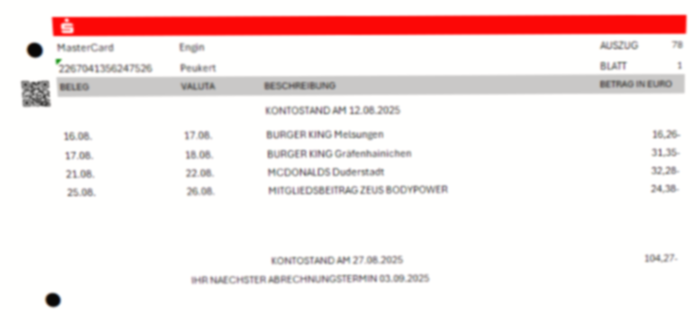 MasterCard Engin AUSZUG 78
2267041356247526 Peukert BLATT 1
BELEG VALUTA BESCHREIBUNG BETRAG IN EURO
KONTOSTAND AM 12.08.2025
16.08. 17.08. BURGER KING Melsungen 16,26-
17.08. 18.08. BURGER KING Gräfenhainichen 31,35-
21.08. 22.08. MCDONALDS Duderstadt 32,28-
25.08. 26.08. MITGLIEDSBEITRAG ZEUS BODYPOWER 24,38-
KONTOSTAND AM 27.08.2025 104,27-
IHR NAECHSTER ABRECHNUNGSTERMIN 03.09.2025